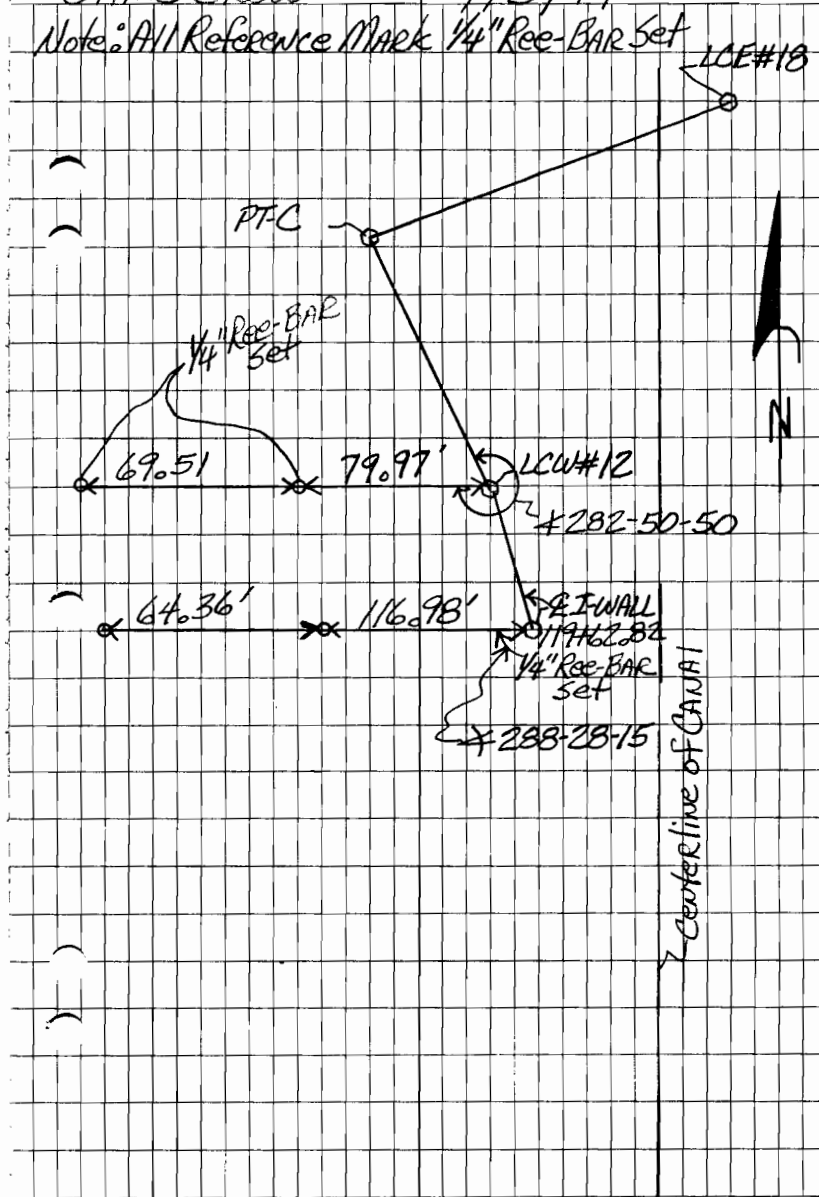 Note: All Reference Mark 1/4" Ree-BAR Set
LCE#18
PT-C
1/4" Ree-BAR
Set
69.51
79.97'
LCW#12
∡282-50-50
64.36'
116.98'
℄ I-WALL
119+62.82
1/4" Ree-BAR
Set
∡ 288-28-15
Centerline of CANAl
N